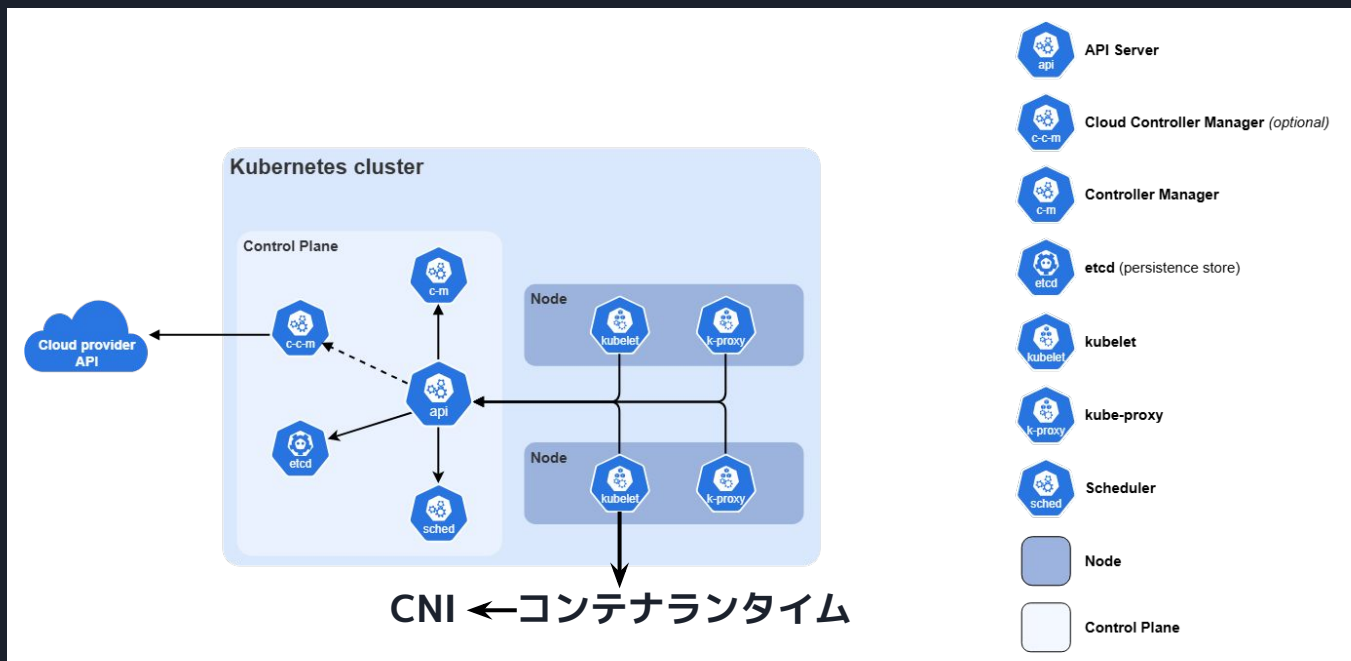 Kubernetes cluster
Control Plane
c-m
c-c-m
Cloud provider
API
api
etcd
sched
Node
kubelet
k-proxy
Node
kubelet
k-proxy
CNI ←コンテナランタイム
api
API Server
c-c-m
Cloud Controller Manager (optional)
c-m
Controller Manager
etcd
etcd (persistence store)
kubelet
kubelet
k-proxy
kube-proxy
sched
Scheduler
Node
Control Plane